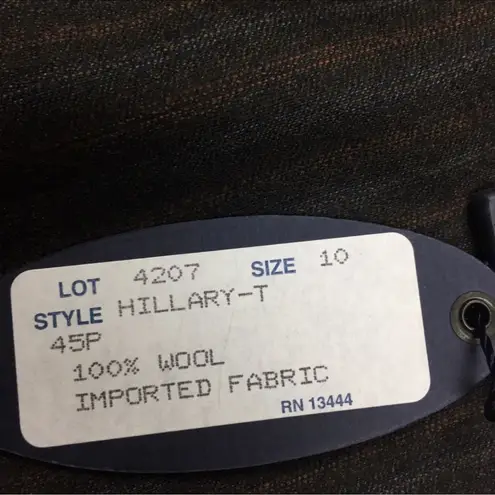 LOT 4207 SIZE 10
STYLE HILLARY-T
45P
100% WOOL
IMPORTED FABRIC
RN 13444